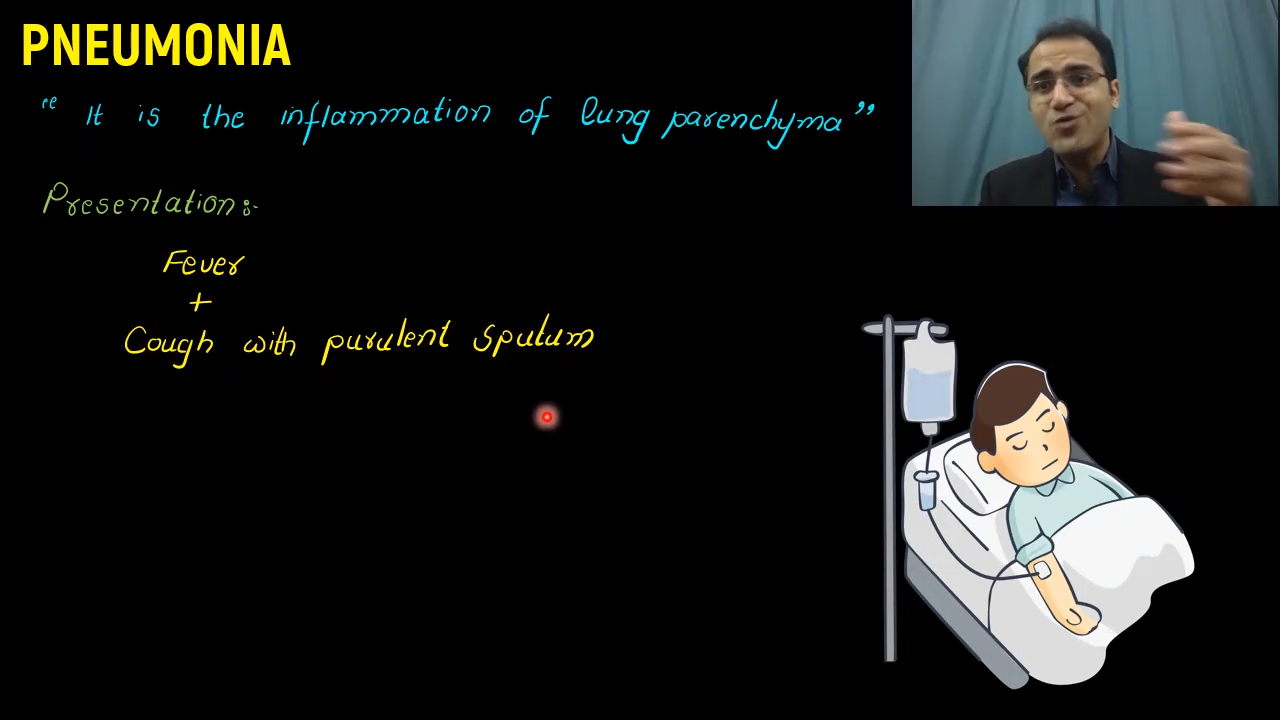 PNEUMONIA
“ It is the inflammation of lung parenchyma ”
Presentation:-
Fever
+
Cough with purulent sputum